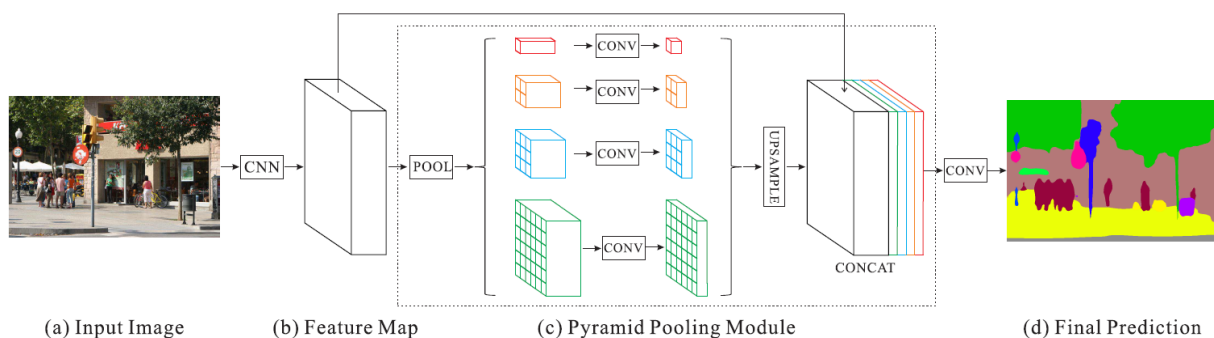 CONV
CONV
CNN
POOL
CONV
UPSAMPLE
CONV
CONV
CONCAT
(a) Input Image
(b) Feature Map
(c) Pyramid Pooling Module
(d) Final Prediction